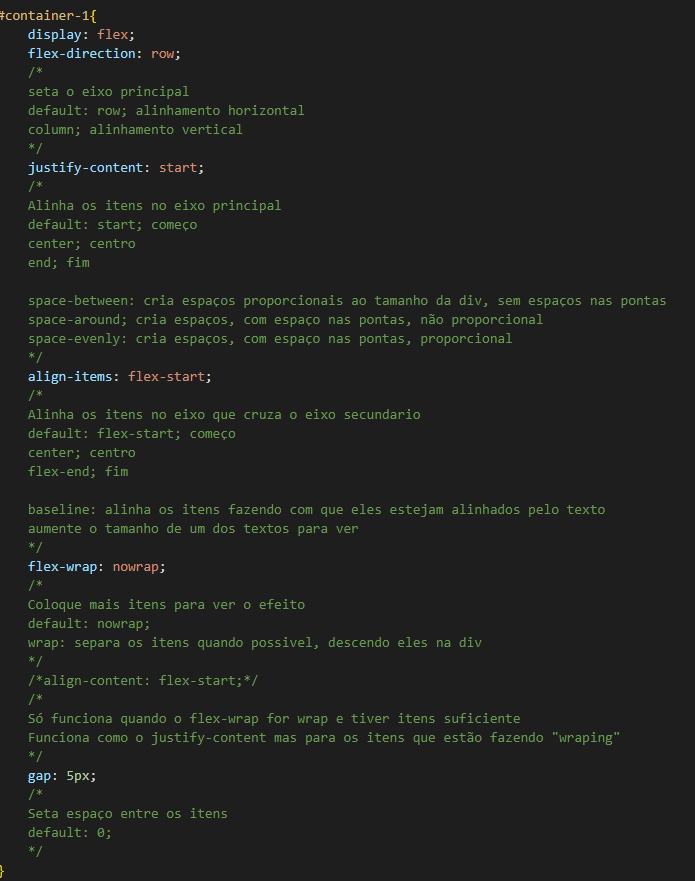 #container-1{
display: flex;
flex-direction: row;
/*
seta o eixo principal
default: row; alinhamento horizontal
column; alinhamento vertical
*/
justify-content: start;
/*
Alinha os itens no eixo principal
default: start; começo
center; centro
end; fim
space-between: cria espaços proporcionais ao tamanho da div, sem espaços nas pontas
space-around; cria espaços, com espaço nas pontas, não proporcional
space-evenly: cria espaços, com espaço nas pontas, proporcional
*/
align-items: flex-start;
/*
Alinha os itens no eixo que cruza o eixo secundario
default: flex-start; começo
center; centro
flex-end; fim
baseline: alinha os itens fazendo com que eles estejam alinhados pelo texto
aumente o tamanho de um dos textos para ver
*/
flex-wrap: nowrap;
/*
Coloque mais itens para ver o efeito
default: nowrap;
wrap: separa os itens quando possivel, descendo eles na div
*/
/*align-content: flex-start;*/
/*
Só funciona quando o flex-wrap for wrap e tiver itens suficiente
Funciona como o justify-content mas para os itens que estão fazendo "wraping"
*/
gap: 5px;
/*
Seta espaço entre os itens
default: 0;
*/
}